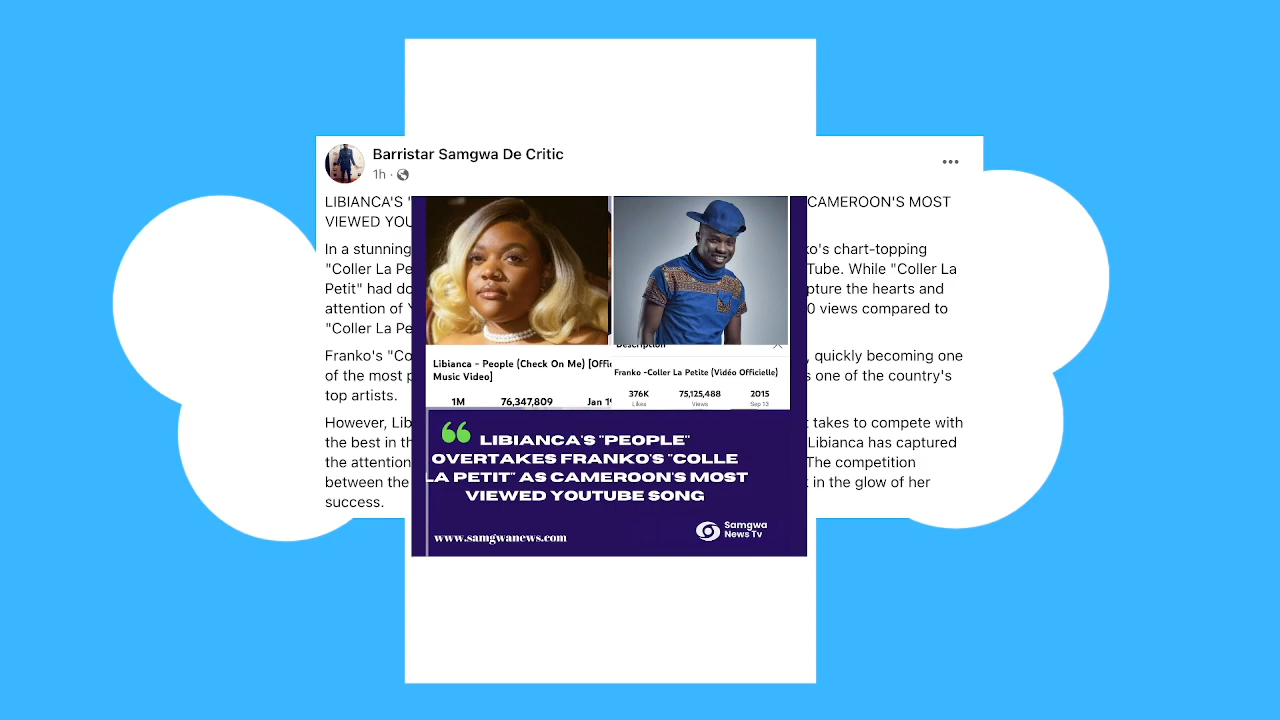 Barristar Samgwa De Critic
1h ·
LIBIANCA'S "
CAMEROON'S MOST
VIEWED YOU
In a stunning
ko's chart-topping
"Coller La Pe
Tube. While "Coller La
Petit" had do
pture the hearts and
attention of Y
0 views compared to
"Coller La Pe
Franko's "Co
, quickly becoming one
of the most p
s one of the country's
top artists.
However, Lib
t takes to compete with
the best in th
Libianca has captured
the attention
The competition
between the
in the glow of her
success.
Description
Libianca - People (Check On Me) [Offic
Music Video]
1M 76,347,809 Jan 19
Franko -Coller La Petite (Vidéo Officielle)
376K 75,125,488 2015
Likes Views Sep 13
LIBIANCA'S "PEOPLE"
OVERTAKES FRANKO'S "COLLE
LA PETIT" AS CAMEROON'S MOST
VIEWED YOUTUBE SONG
www.samgwanews.com
Samgwa
News Tv